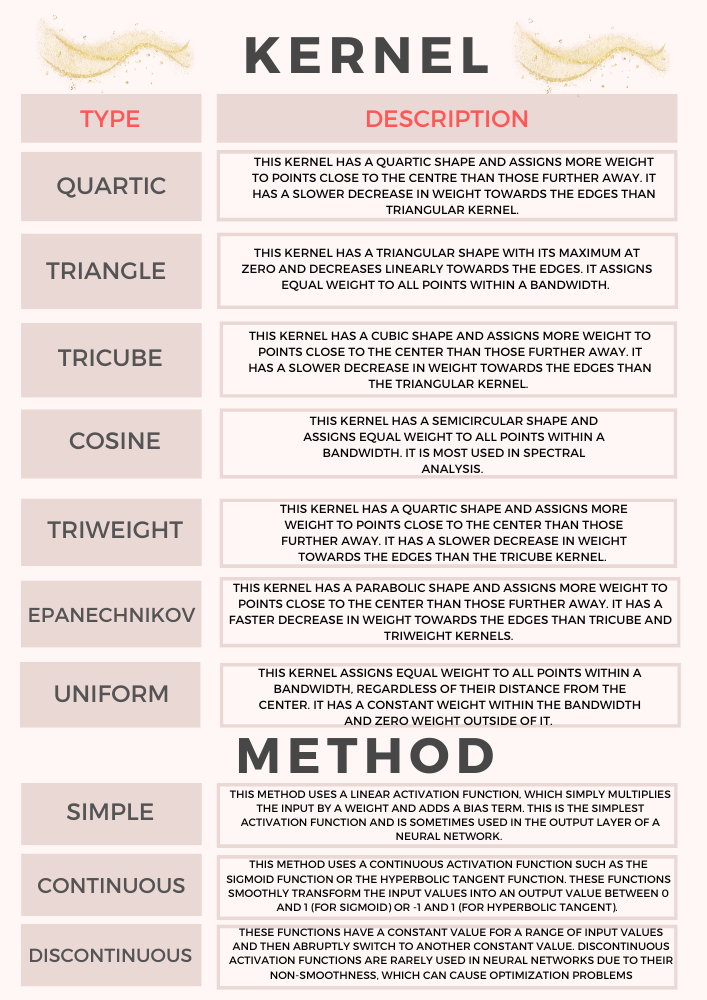 KERNEL
TYPE
DESCRIPTION
QUARTIC
THIS KERNEL HAS A QUARTIC SHAPE AND ASSIGNS MORE WEIGHT
TO POINTS CLOSE TO THE CENTRE THAN THOSE FURTHER AWAY. IT
HAS A SLOWER DECREASE IN WEIGHT TOWARDS THE EDGES THAN
TRIANGULAR KERNEL.
TRIANGLE
THIS KERNEL HAS A TRIANGULAR SHAPE WITH ITS MAXIMUM AT
ZERO AND DECREASES LINEARLY TOWARDS THE EDGES. IT ASSIGNS
EQUAL WEIGHT TO ALL POINTS WITHIN A BANDWIDTH.
TRICUBE
THIS KERNEL HAS A CUBIC SHAPE AND ASSIGNS MORE WEIGHT TO
POINTS CLOSE TO THE CENTER THAN THOSE FURTHER AWAY. IT
HAS A SLOWER DECREASE IN WEIGHT TOWARDS THE EDGES THAN
THE TRIANGULAR KERNEL.
COSINE
THIS KERNEL HAS A SEMICIRCULAR SHAPE AND
ASSIGNS EQUAL WEIGHT TO ALL POINTS WITHIN A
BANDWIDTH. IT IS MOST USED IN SPECTRAL
ANALYSIS.
TRIWEIGHT
THIS KERNEL HAS A QUARTIC SHAPE AND ASSIGNS MORE
WEIGHT TO POINTS CLOSE TO THE CENTER THAN THOSE
FURTHER AWAY. IT HAS A SLOWER DECREASE IN WEIGHT
TOWARDS THE EDGES THAN THE TRICUBE KERNEL.
EPANECHNIKOV
THIS KERNEL HAS A PARABOLIC SHAPE AND ASSIGNS MORE WEIGHT TO
POINTS CLOSE TO THE CENTER THAN THOSE FURTHER AWAY. IT HAS A
FASTER DECREASE IN WEIGHT TOWARDS THE EDGES THAN TRICUBE AND
TRIWEIGHT KERNELS.
UNIFORM
THIS KERNEL ASSIGNS EQUAL WEIGHT TO ALL POINTS WITHIN A
BANDWIDTH, REGARDLESS OF THEIR DISTANCE FROM THE
CENTER. IT HAS A CONSTANT WEIGHT WITHIN THE BANDWIDTH
AND ZERO WEIGHT OUTSIDE OF IT.
METHOD
SIMPLE
THIS METHOD USES A LINEAR ACTIVATION FUNCTION, WHICH SIMPLY MULTIPLIES
THE INPUT BY A WEIGHT AND ADDS A BIAS TERM. THIS IS THE SIMPLEST
ACTIVATION FUNCTION AND IS SOMETIMES USED IN THE OUTPUT LAYER OF A
NEURAL NETWORK.
CONTINUOUS
THIS METHOD USES A CONTINUOUS ACTIVATION FUNCTION SUCH AS THE
SIGMOID FUNCTION OR THE HYPERBOLIC TANGENT FUNCTION. THESE FUNCTIONS
SMOOTHLY TRANSFORM THE INPUT VALUES INTO AN OUTPUT VALUE BETWEEN 0
AND 1 (FOR SIGMOID) OR -1 AND 1 (FOR HYPERBOLIC TANGENT).
DISCONTINUOUS
THESE FUNCTIONS HAVE A CONSTANT VALUE FOR A RANGE OF INPUT VALUES
AND THEN ABRUPTLY SWITCH TO ANOTHER CONSTANT VALUE. DISCONTINUOUS
ACTIVATION FUNCTIONS ARE RARELY USED IN NEURAL NETWORKS DUE TO THEIR
NON-SMOOTHNESS, WHICH CAN CAUSE OPTIMIZATION PROBLEMS